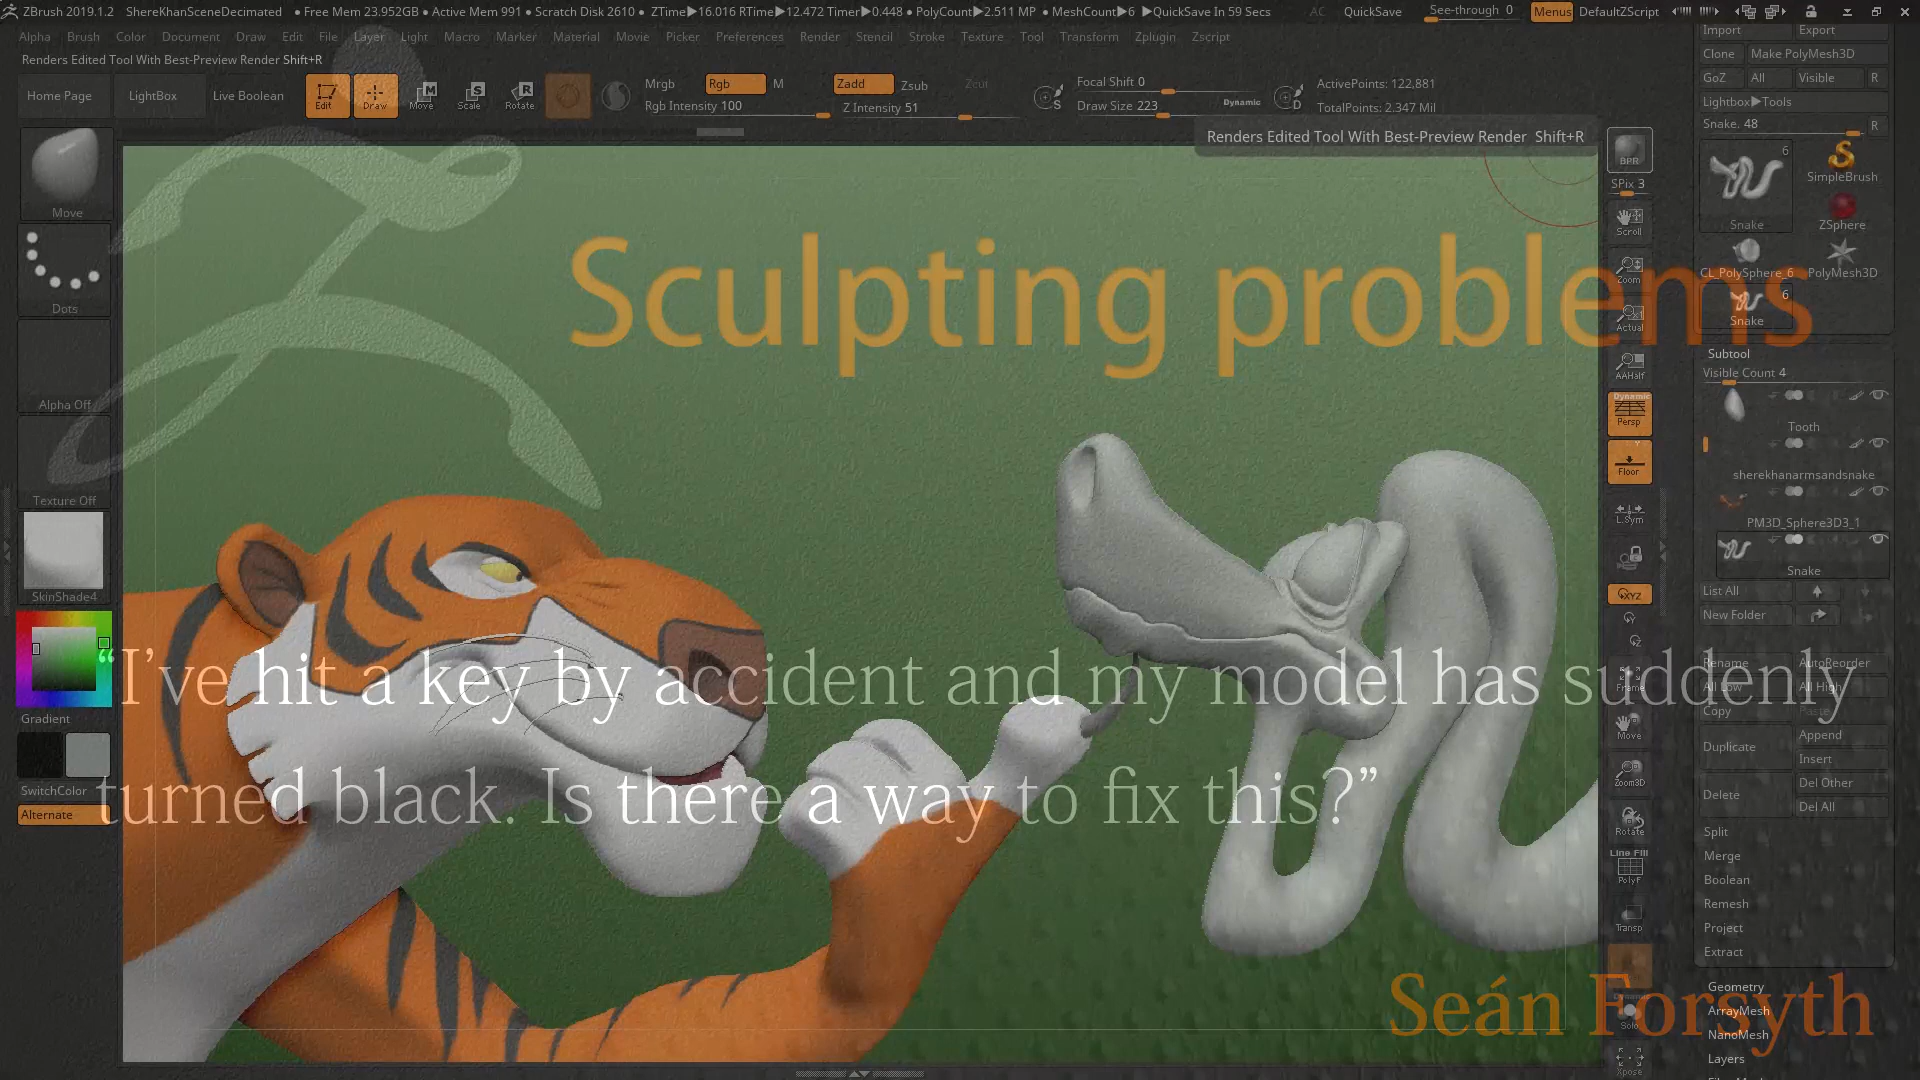 ZBrush 2019.1.2 ShereKhanSceneDecimated • Free Mem 23.952GB • Active Mem 991 • Scratch Disk 2610 • ZTime▶16.016 RTime▶12.472 Timer▶0.448 • PolyCount▶2.511 MP • MeshCount▶6 ▶QuickSave In 59 Secs AC QuickSave See-through 0 Menus DefaultZScript
Alpha Brush Color Document Draw Edit File Layer Light Macro Marker Material Movie Picker Preferences Render Stencil Stroke Texture Tool Transform Zplugin Zscript
Renders Edited Tool With Best-Preview Render Shift+R
Home Page LightBox Live Boolean Edit Draw Move Scale Rotate
Mrgb Rgb M Zadd Zsub Zcut
Rgb Intensity 100 Z Intensity 51
Focal Shift 0
Draw Size 223 Dynamic
ActivePoints: 122,881
TotalPoints: 2.347 Mil
Renders Edited Tool With Best-Preview Render Shift+R
Sculpting problems
“I’ve hit a key by accident and my model has suddenly
turned black. Is there a way to fix this?”
Seán Forsyth
Move
Dots
Alpha Off
Texture Off
SkinShade4
Gradient
SwitchColor
Alternate
BPR
SPix 3
Scroll
Zoom
Actual
AAHalf
Dynamic
Persp
Floor
L.Sym
XYZ
Frame
Move
Zoom3D
Rotate
Line Fill
PolyF
Transp
Dynamic
Solo
Xpose
Import Export
Clone Make PolyMesh3D
GoZ All Visible R
Lightbox▶Tools
Snake. 48 R
6
Snake
SimpleBrush
ZSphere
CL_PolySphere_6 PolyMesh3D
6
Snake
Subtool
Visible Count 4
Tooth
sherekhanarmsandsnake
PM3D_Sphere3D3_1
Snake
List All
New Folder
Rename AutoReorder
All Low All High
Copy Paste
Duplicate Append
Insert
Delete Del Other
Del All
Split
Merge
Boolean
Remesh
Project
Extract
Geometry
ArrayMesh
NanoMesh
Layers